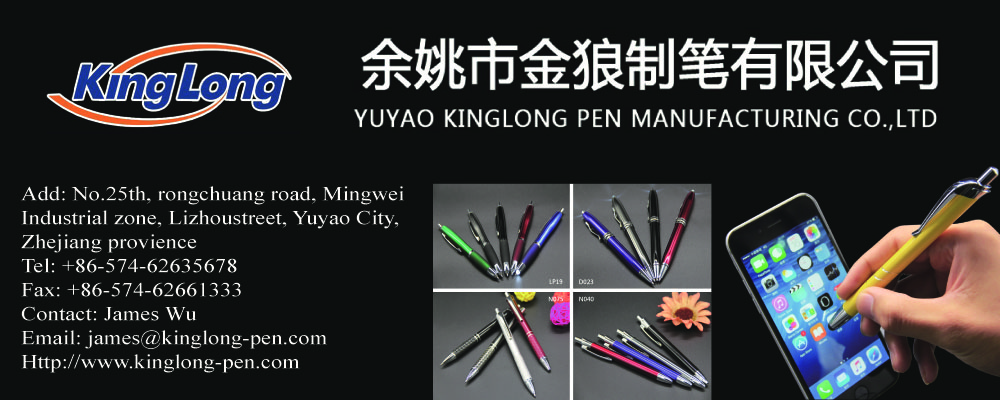 KingLong
余姚市金狼制笔有限公司
YUYAO KINGLONG PEN MANUFACTURING CO.,LTD
Add: No.25th, rongchuang road, Mingwei
Industrial zone, Lizhoustreet, Yuyao City,
Zhejiang provience
Tel: +86-574-62635678
Fax: +86-574-62661333
Contact: James Wu
Email: james@kinglong-pen.com
Http://www.kinglong-pen.com
LP19
D023
N075
N040